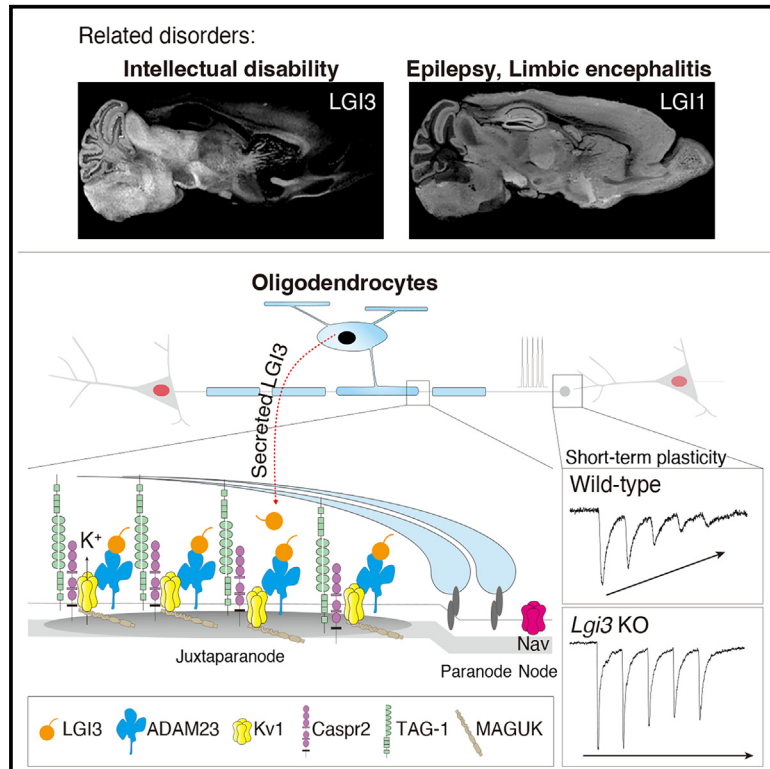 Related disorders:
Intellectual disability
Epilepsy, Limbic encephalitis
LGI3
LGI1
Oligodendrocytes
Secreted LGI3
Short-term plasticity
Wild-type
K+
Lgi3 KO
Nav
Juxtaparanode
Paranode Node
LGI3
ADAM23
Kv1
Caspr2
TAG-1
MAGUK